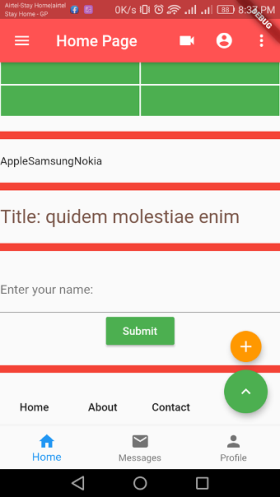 Airtel-Stay Home|airtel
Stay Home-GP
0K/s
88
8:33 PM
DEBUG
Home Page
AppleSamsungNokia
Title: quidem molestiae enim
Enter your name:
Submit
Home About Contact
Home Messages Profile